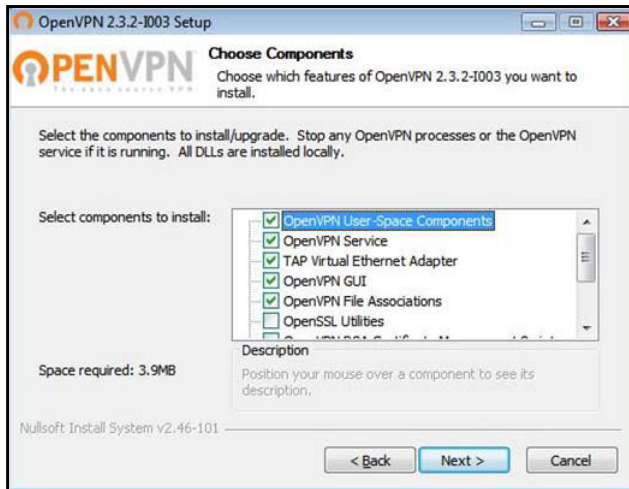 OpenVPN 2.3.2-I003 Setup
OPENVPN
The open source VPN
Choose Components
Choose which features of OpenVPN 2.3.2-I003 you want to
install.
Select the components to install/upgrade. Stop any OpenVPN processes or the OpenVPN
service if it is running. All DLLs are installed locally.
Select components to install:
OpenVPN User-Space Components
OpenVPN Service
TAP Virtual Ethernet Adapter
OpenVPN GUI
OpenVPN File Associations
OpenSSL Utilities
Space required: 3.9MB
Description
Position your mouse over a component to see its
description.
Nullsoft Install System v2.46-101
< Back
Next >
Cancel